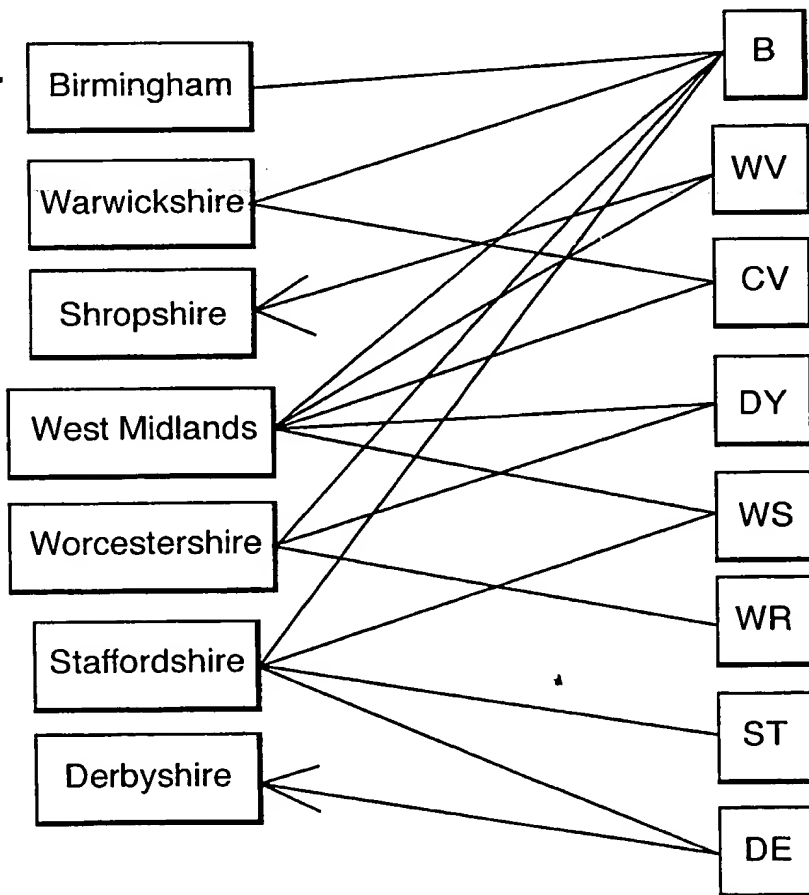 Birmingham
Warwickshire
Shropshire
West Midlands
Worcestershire
Staffordshire
Derbyshire
B
WV
CV
DY
WS
WR
ST
DE